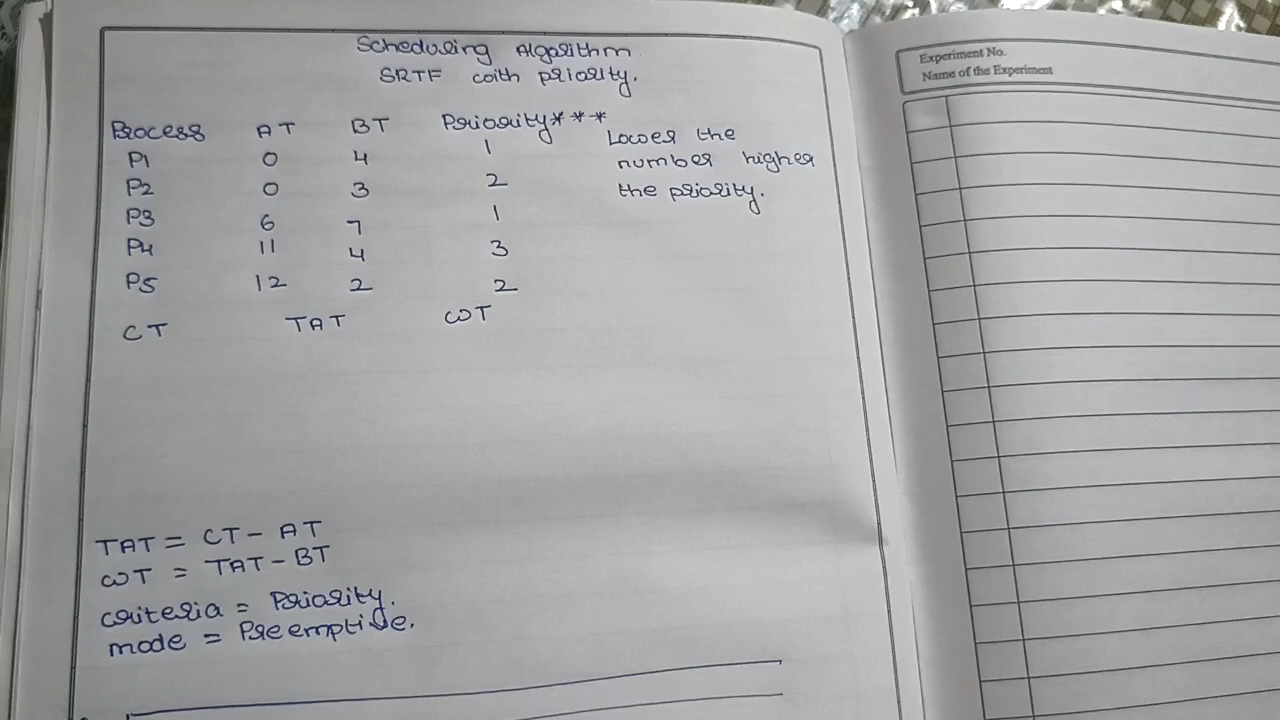 Scheduling Algorithm.
SRTF with priority.
Process AT BT Priority***
P1 0 4 1
P2 0 3 2
P3 6 7 1
P4 11 4 3
P5 12 2 2
Lower the
number higher
the priority.
CT TAT WT
TAT = CT - AT
WT = TAT - BT
criteria = Priority.
mode = Preemptive.
Experiment No.
Name of the Experiment